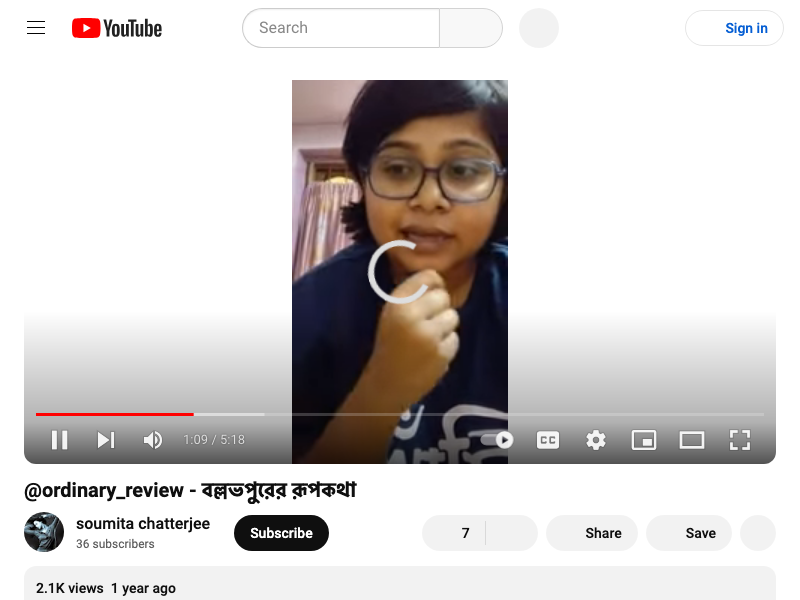 YouTube
Search
Sign in
1:09 / 5:18
CC
@ordinary_review - বল্লভপুরের রূপকথা
soumita chatterjee
36 subscribers
Subscribe
7
Share
Save
2.1K views 1 year ago